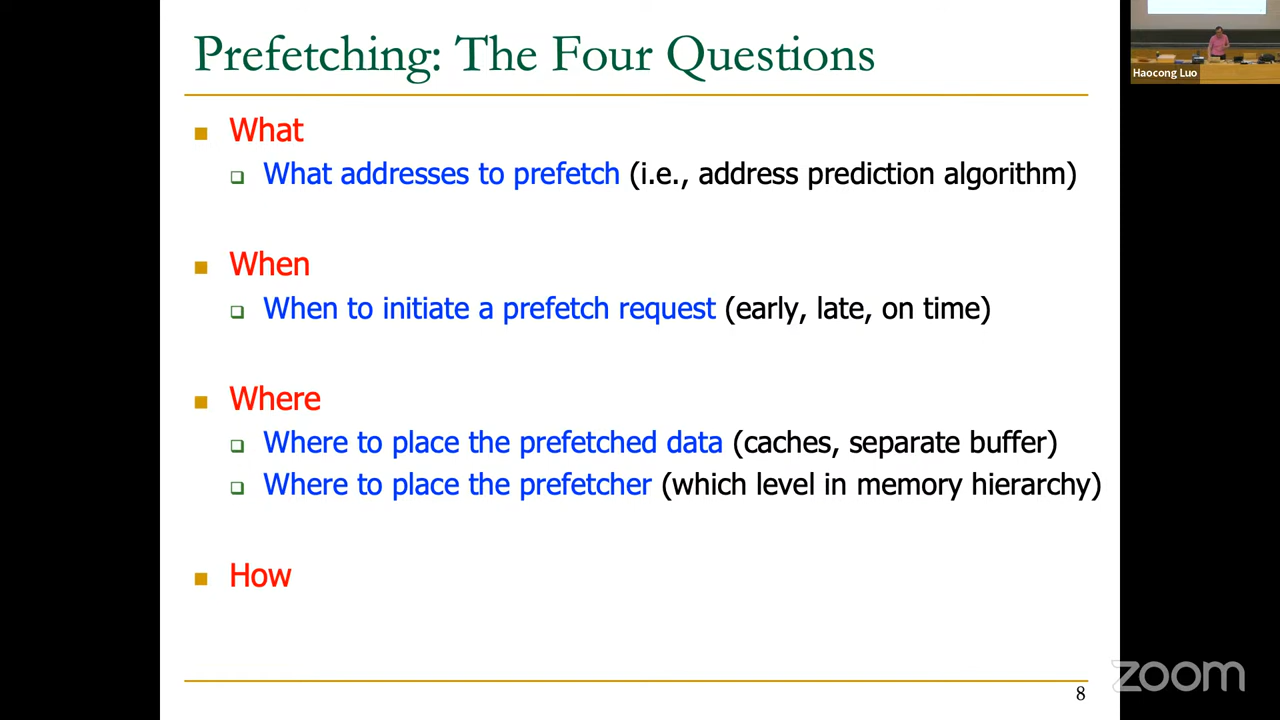 Prefetching: The Four Questions
What
What addresses to prefetch (i.e., address prediction algorithm)
When
When to initiate a prefetch request (early, late, on time)
Where
Where to place the prefetched data (caches, separate buffer)
Where to place the prefetcher (which level in memory hierarchy)
How
8
Haocong Luo
zoom